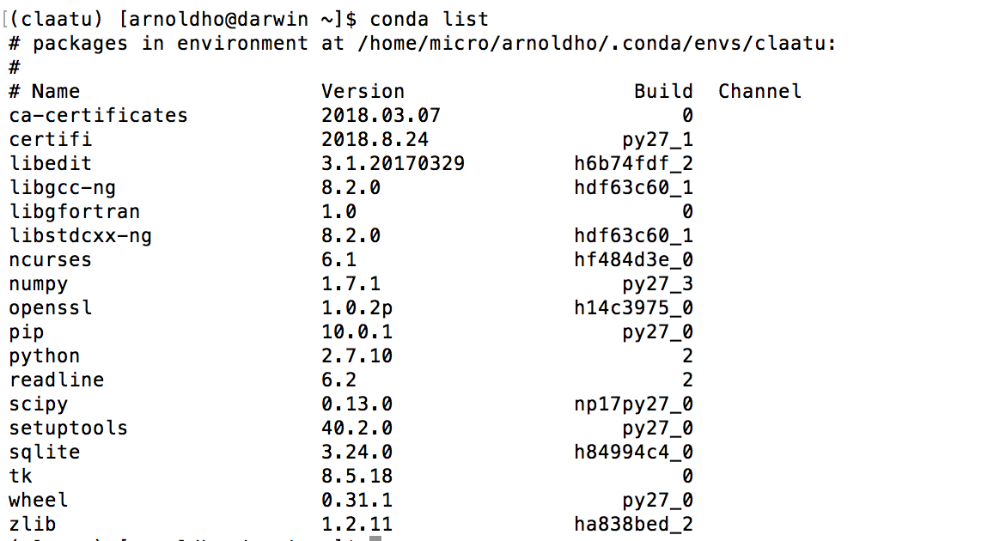 [(claatu) [arnoldho@darwin ~]$ conda list
# packages in environment at /home/micro/arnoldho/.conda/envs/claatu:
#
# Name Version Build Channel
ca-certificates 2018.03.07 0
certifi 2018.8.24 py27_1
libedit 3.1.20170329 h6b74fdf_2
libgcc-ng 8.2.0 hdf63c60_1
libgfortran 1.0 0
libstdcxx-ng 8.2.0 hdf63c60_1
ncurses 6.1 hf484d3e_0
numpy 1.7.1 py27_3
openssl 1.0.2p h14c3975_0
pip 10.0.1 py27_0
python 2.7.10 2
readline 6.2 2
scipy 0.13.0 np17py27_0
setuptools 40.2.0 py27_0
sqlite 3.24.0 h84994c4_0
tk 8.5.18 0
wheel 0.31.1 py27_0
zlib 1.2.11 ha838bed_2